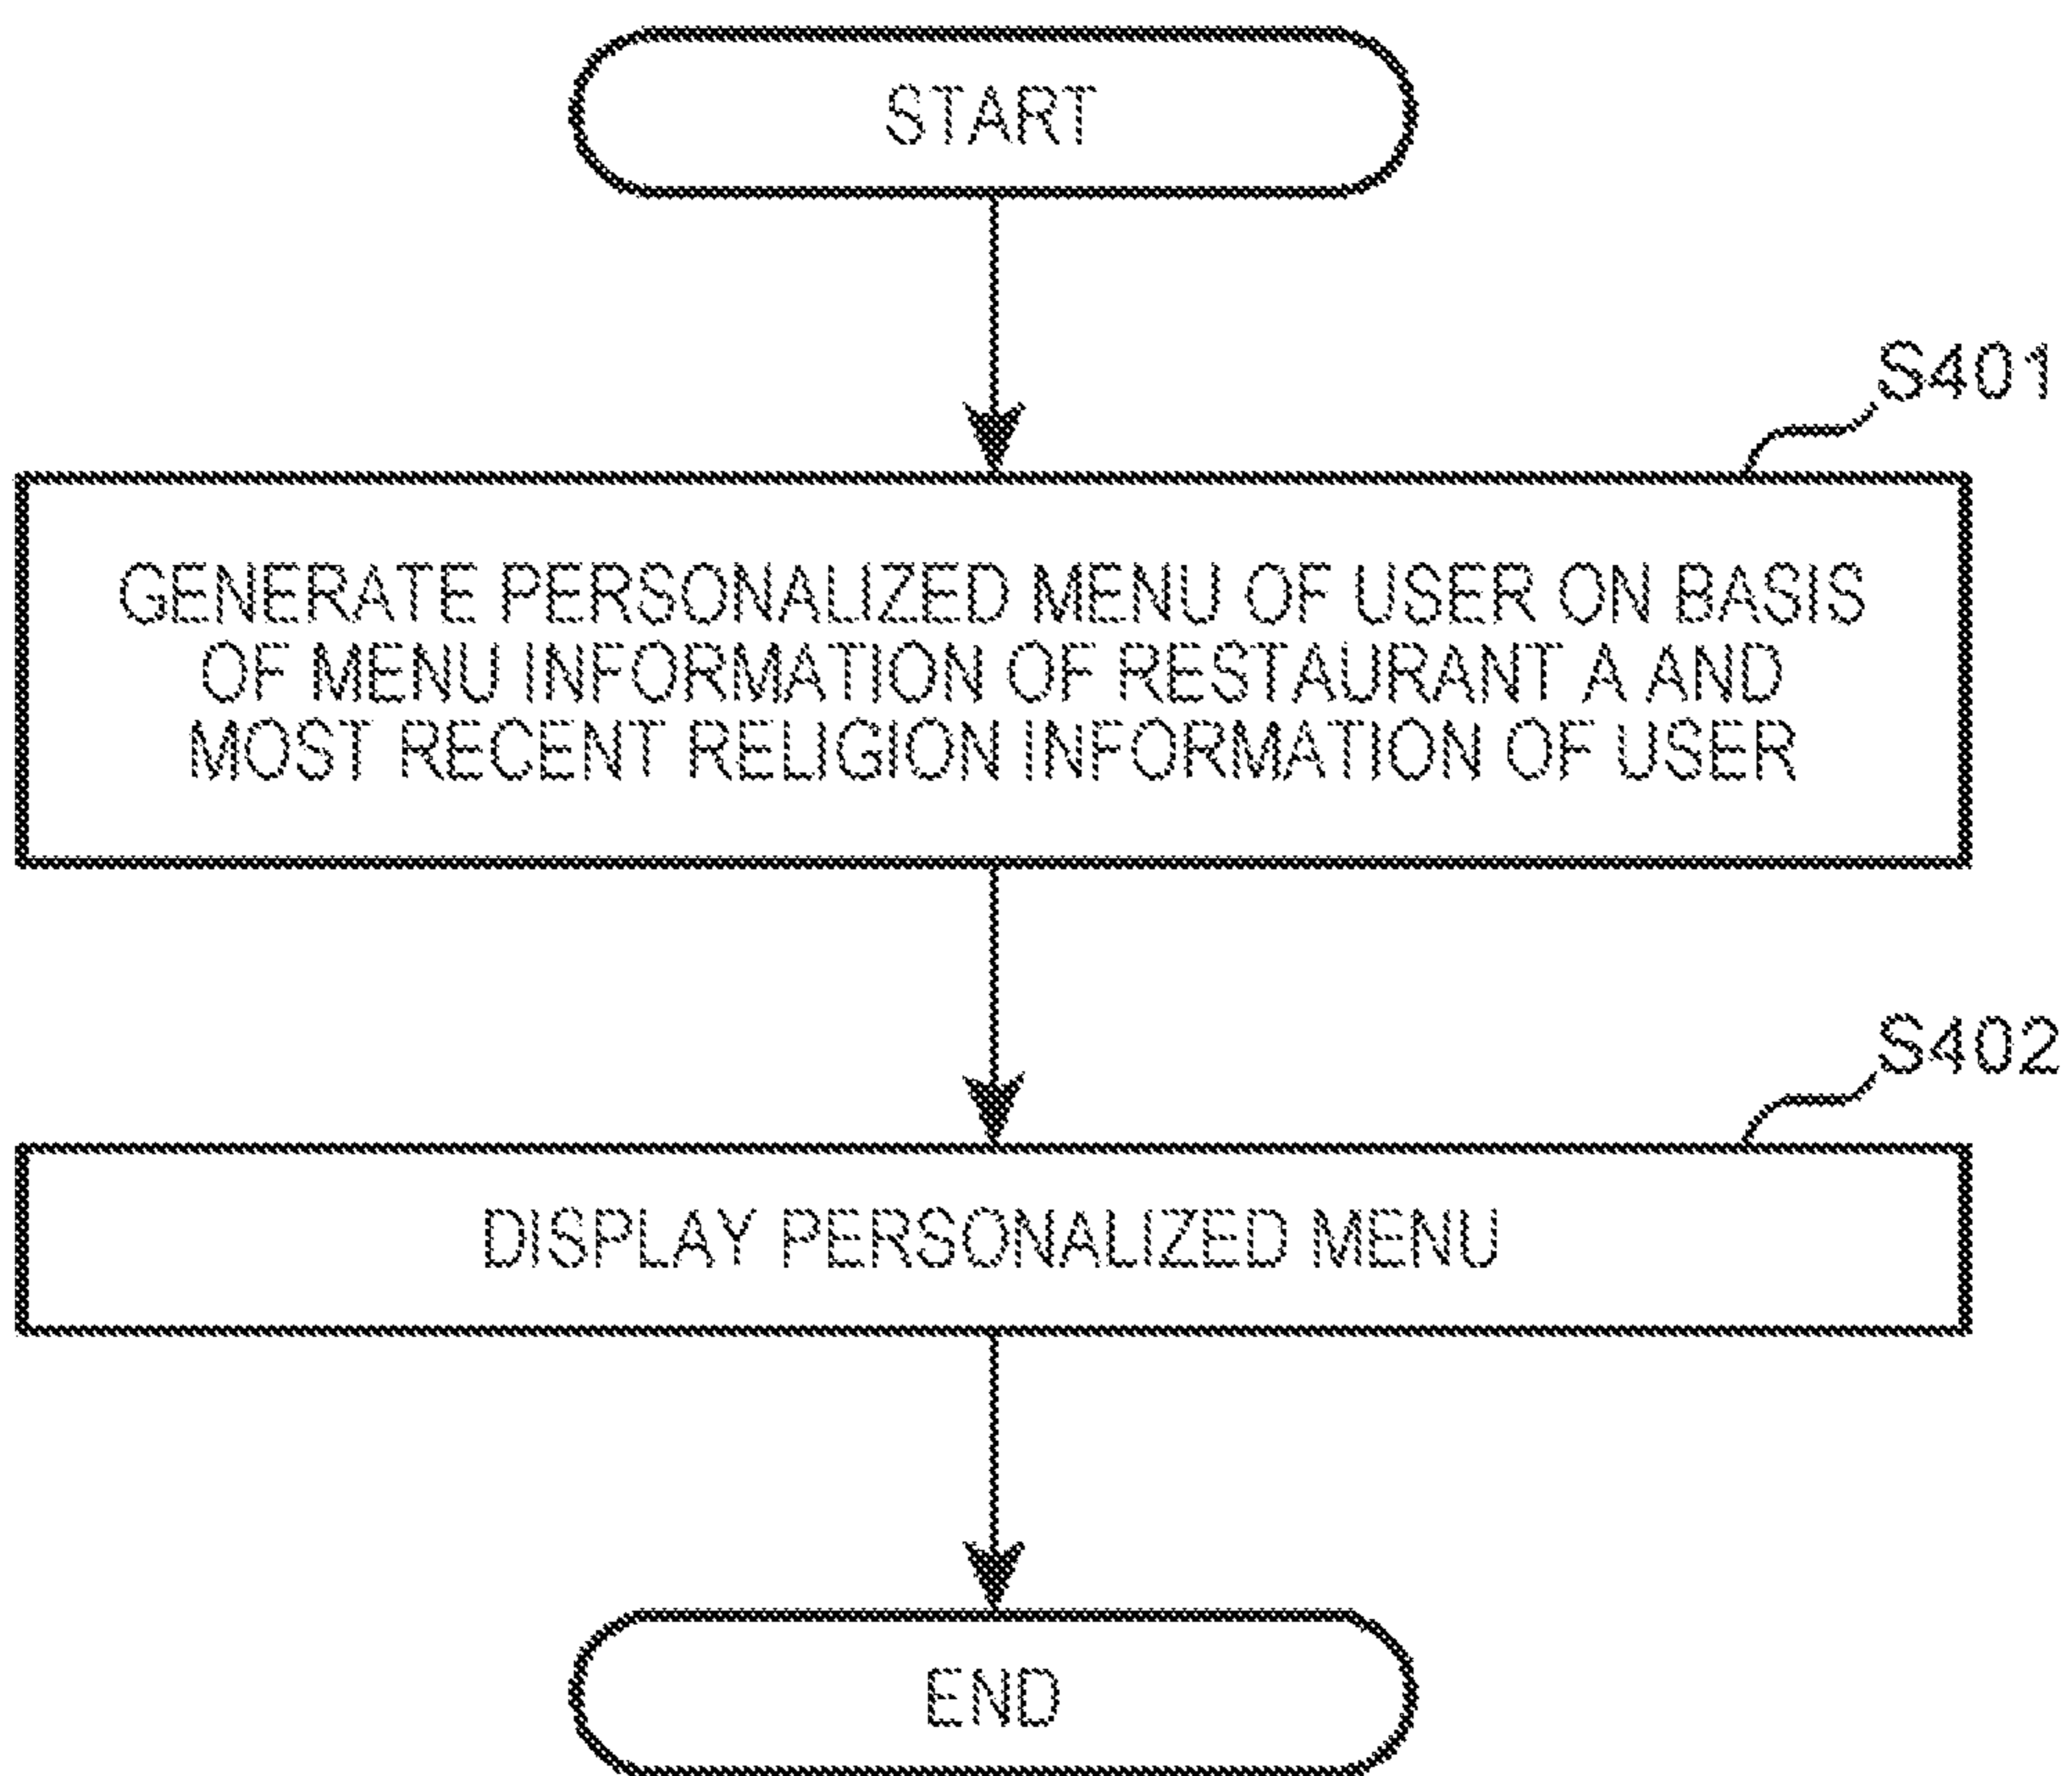 START
S401
GENERATE PERSONALIZED MENU OF USER ON BASIS
OF MENU INFORMATION OF RESTAURANT A AND
MOST RECENT RELIGION INFORMATION OF USER
S402
DISPLAY PERSONALIZED MENU
END